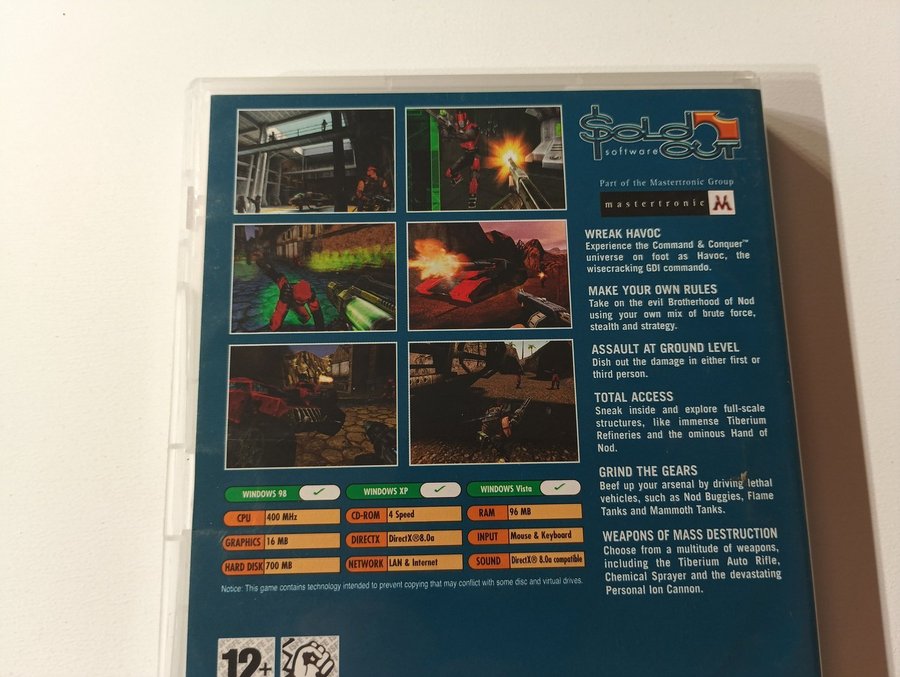 SOLD
software OUT
Part of the Mastertronic Group
mastertronic
WREAK HAVOC
Experience the Command & Conquer™
universe on foot as Havoc, the
wisecracking GDI commando.
MAKE YOUR OWN RULES
Take on the evil Brotherhood of Nod
using your own mix of brute force,
stealth and strategy.
ASSAULT AT GROUND LEVEL
Dish out the damage in either first or
third person.
TOTAL ACCESS
Sneak inside and explore full-scale
structures, like immense Tiberium
Refineries and the ominous Hand of
Nod.
GRIND THE GEARS
Beef up your arsenal by driving lethal
vehicles, such as Nod Buggies, Flame
Tanks and Mammoth Tanks.
WEAPONS OF MASS DESTRUCTION
Choose from a multitude of weapons,
including the Tiberium Auto Rifle,
Chemical Sprayer and the devastating
Personal Ion Cannon.
WINDOWS 98 WINDOWS XP WINDOWS Vista
CPU 400 MHz CD-ROM 4 Speed RAM 96 MB
GRAPHICS 16 MB DIRECTX DirectX®8.0a INPUT Mouse & Keyboard
HARD DISK 700 MB NETWORK LAN & Internet SOUND DirectX® 8.0a compatible
Notice: This game contains technology intended to prevent copying that may conflict with some disc and virtual drives.
12+